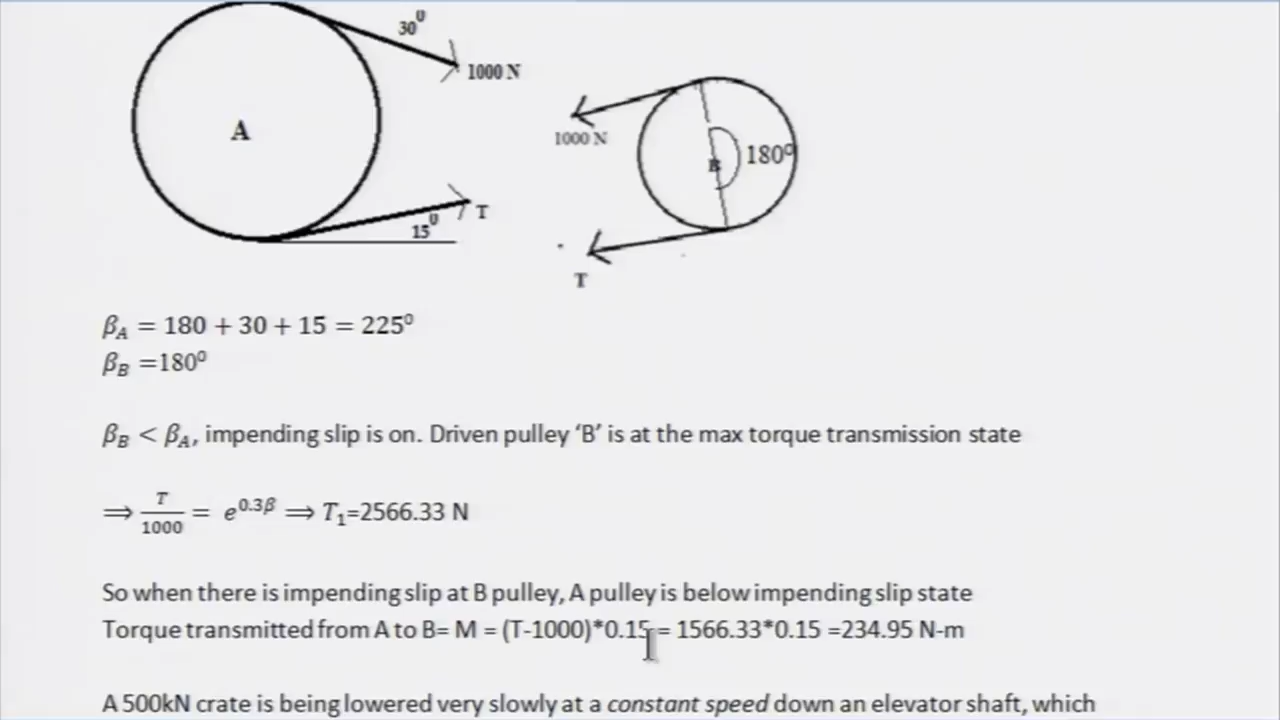 30⁰
1000 N
A
1000 N
B
180⁰
T
15⁰
T
β_A = 180 + 30 + 15 = 225⁰
β_B =180⁰
β_B < β_A, impending slip is on. Driven pulley ‘B’ is at the max torque transmission state
⟹ T/1000 = e^{0.3β} ⟹ T₁=2566.33 N
So when there is impending slip at B pulley, A pulley is below impending slip state
Torque transmitted from A to B= M = (T-1000)*0.15 = 1566.33*0.15 =234.95 N-m
A 500kN crate is being lowered very slowly at a constant speed down an elevator shaft, which